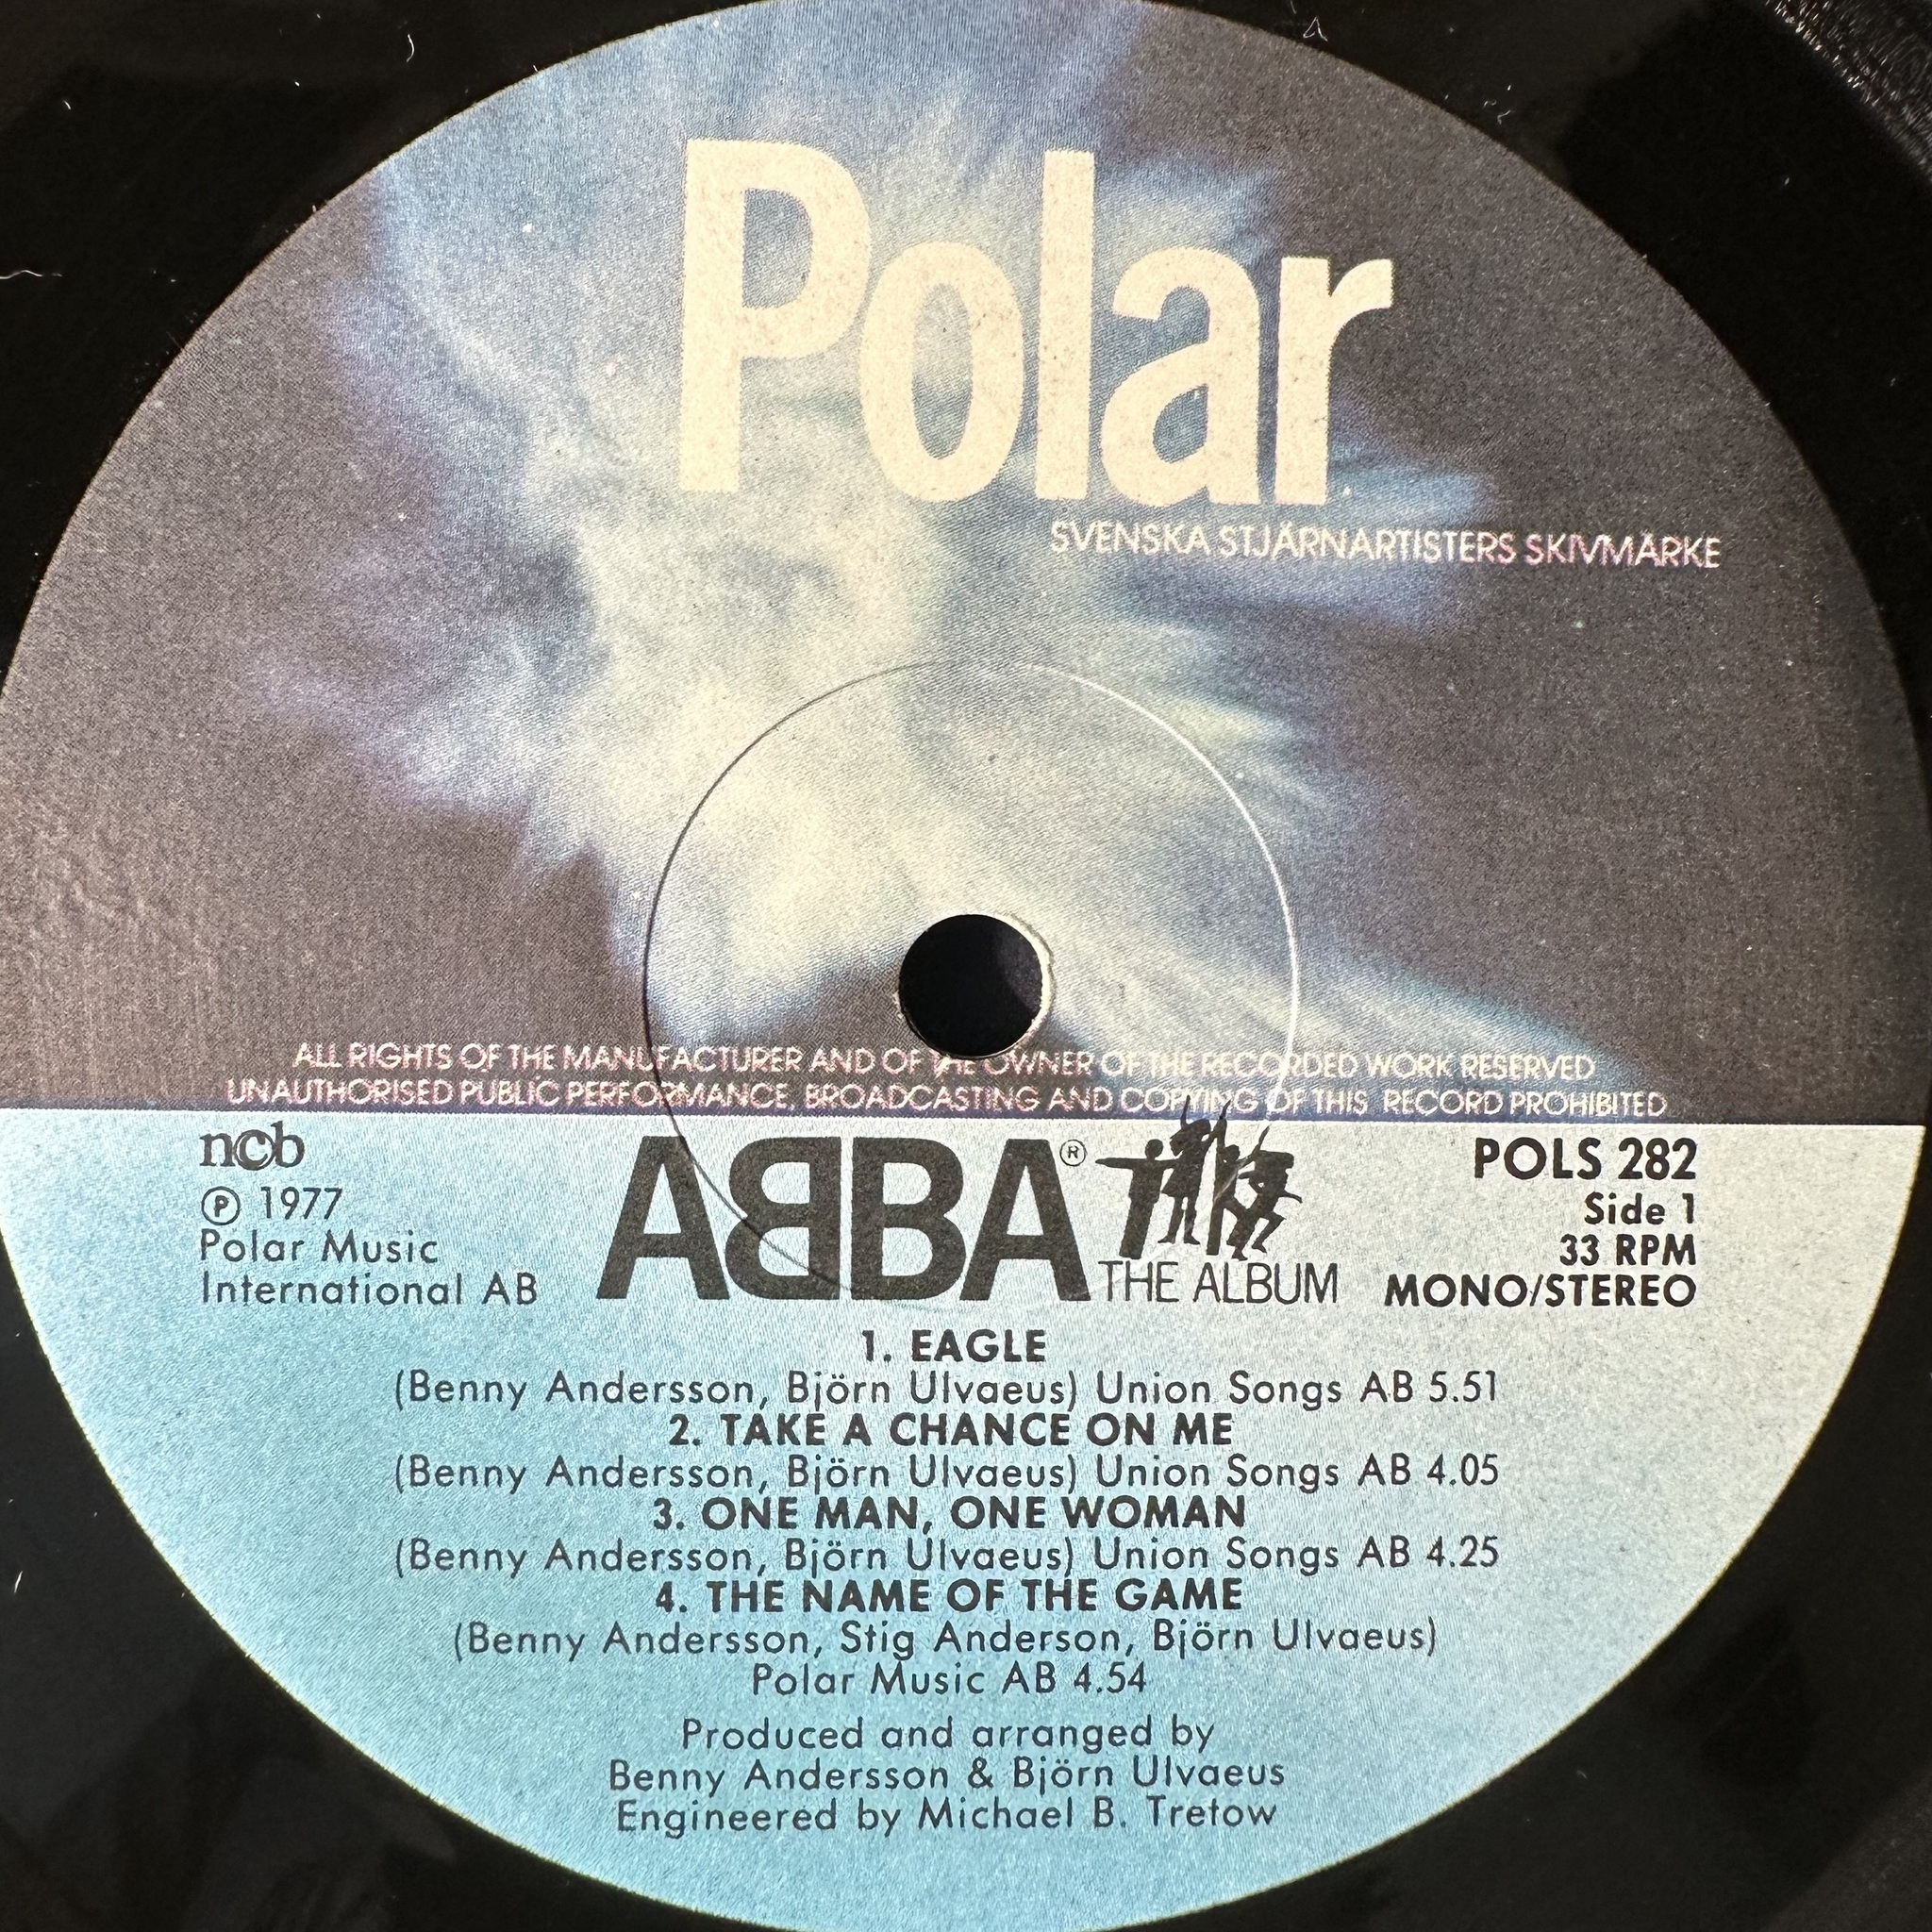 Polar
SVENSKA STJÄRNARTISTERS SKIVMÄRKE
ALL RIGHTS OF THE MANUFACTURER AND OF THE OWNER OF THE RECORDED WORK RESERVED
UNAUTHORISED PUBLIC PERFORMANCE, BROADCASTING AND COPYING OF THIS RECORD PROHIBITED
ncb
Ⓟ 1977
Polar Music
International AB
ABBA®
THE ALBUM
POLS 282
Side 1
33 RPM
MONO/STEREO
1. EAGLE
(Benny Andersson, Björn Ulvaeus) Union Songs AB 5.51
2. TAKE A CHANCE ON ME
(Benny Andersson, Björn Ulvaeus) Union Songs AB 4.05
3. ONE MAN, ONE WOMAN
(Benny Andersson, Björn Ulvaeus) Union Songs AB 4.25
4. THE NAME OF THE GAME
(Benny Andersson, Stig Anderson, Björn Ulvaeus)
Polar Music AB 4.54
Produced and arranged by
Benny Andersson & Björn Ulvaeus
Engineered by Michael B. Tretow